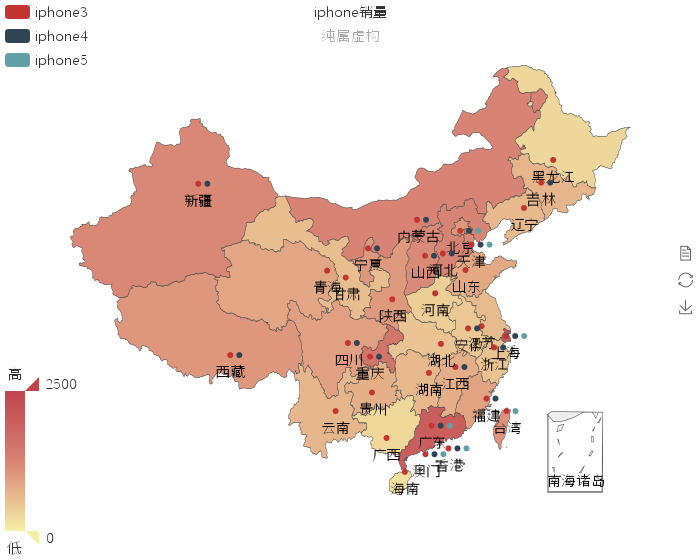 iphone3
iphone4
iphone5
iphone销量
纯属虚构
黑龙江
新疆
吉林
辽宁
内蒙古
北京
宁夏
天津
山西
河北
青海
甘肃
山东
河南
陕西
安徽
上海
四川
湖北
浙江
西藏
重庆
湖南
江西
贵州
福建
云南
台湾
广东
广西
澳门
香港
海南
南海诸岛
高
2500
0
低